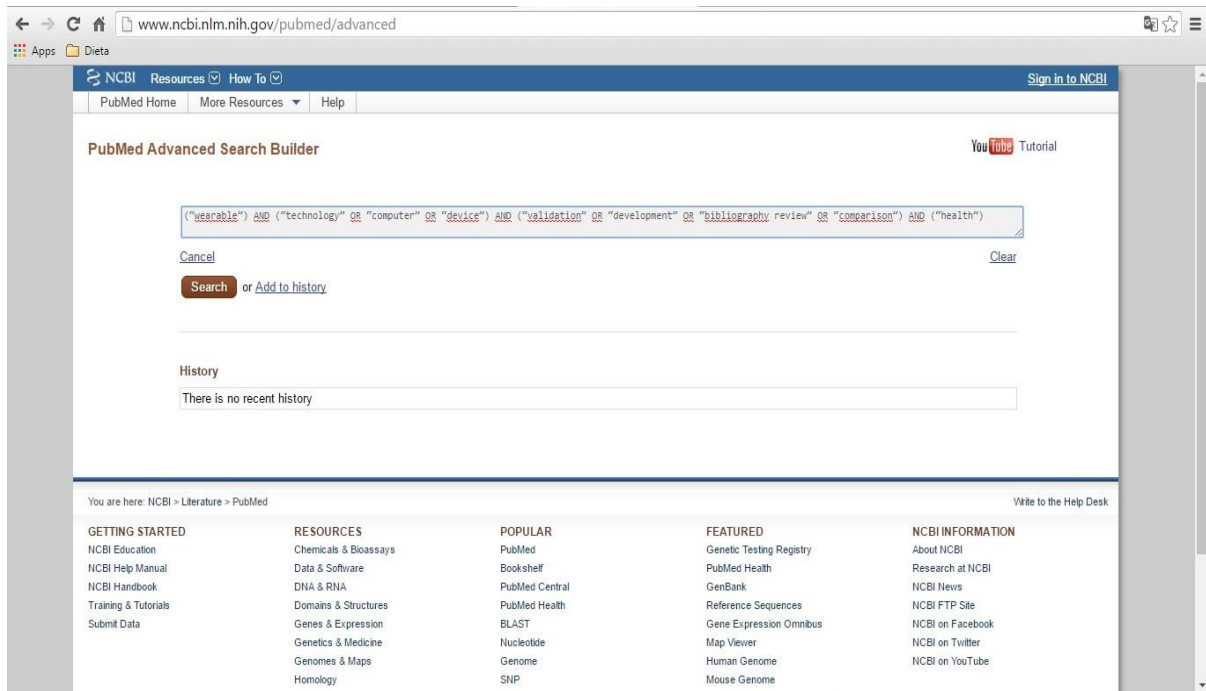 www.ncbi.nlm.nih.gov/pubmed/advanced
Apps Dieta
NCBI Resources How To Sign in to NCBI
PubMed Home More Resources Help
PubMed Advanced Search Builder
YouTube Tutorial
("wearable") AND ("technology" OR "computer" OR "device") AND ("validation" OR "development" OR "bibliography review" OR "comparison") AND ("health")
Cancel Clear
Search or Add to history
History
There is no recent history
You are here: NCBI > Literature > PubMed Write to the Help Desk
GETTING STARTED
NCBI Education
NCBI Help Manual
NCBI Handbook
Training & Tutorials
Submit Data
RESOURCES
Chemicals & Bioassays
Data & Software
DNA & RNA
Domains & Structures
Genes & Expression
Genetics & Medicine
Genomes & Maps
Homology
POPULAR
PubMed
Bookshelf
PubMed Central
PubMed Health
BLAST
Nucleotide
Genome
SNP
FEATURED
Genetic Testing Registry
PubMed Health
GenBank
Reference Sequences
Gene Expression Omnibus
Map Viewer
Human Genome
Mouse Genome
NCBI INFORMATION
About NCBI
Research at NCBI
NCBI News
NCBI FTP Site
NCBI on Facebook
NCBI on Twitter
NCBI on YouTube